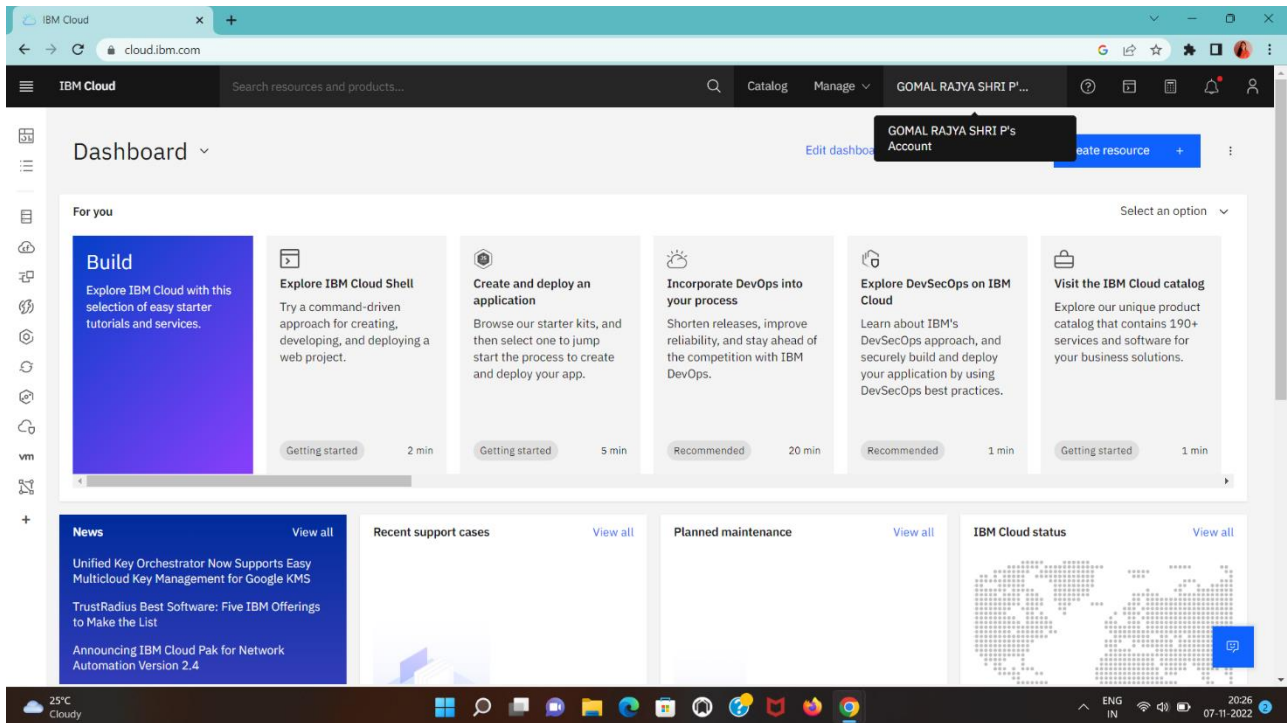 IBM Cloud
cloud.ibm.com
IBM Cloud
Search resources and products...
Catalog
Manage
GOMAL RAJYA SHRI P'...
GOMAL RAJYA SHRI P's
Account
Dashboard
Edit dashboa
eate resource +
For you
Select an option
Build
Explore IBM Cloud with this
selection of easy starter
tutorials and services.
Explore IBM Cloud Shell
Try a command-driven
approach for creating,
developing, and deploying a
web project.
Getting started
2 min
Create and deploy an
application
Browse our starter kits, and
then select one to jump
start the process to create
and deploy your app.
Getting started
5 min
Incorporate DevOps into
your process
Shorten releases, improve
reliability, and stay ahead of
the competition with IBM
DevOps.
Recommended
20 min
Explore DevSecOps on IBM
Cloud
Learn about IBM's
DevSecOps approach, and
securely build and deploy
your application by using
DevSecOps best practices.
Recommended
1 min
Visit the IBM Cloud catalog
Explore our unique product
catalog that contains 190+
services and software for
your business solutions.
Getting started
1 min
vm
News
View all
Unified Key Orchestrator Now Supports Easy
Multicloud Key Management for Google KMS
TrustRadius Best Software: Five IBM Offerings
to Make the List
Announcing IBM Cloud Pak for Network
Automation Version 2.4
Recent support cases
View all
Planned maintenance
View all
IBM Cloud status
View all
25°C
Cloudy
ENG
IN
20:26
07-11-2022
2